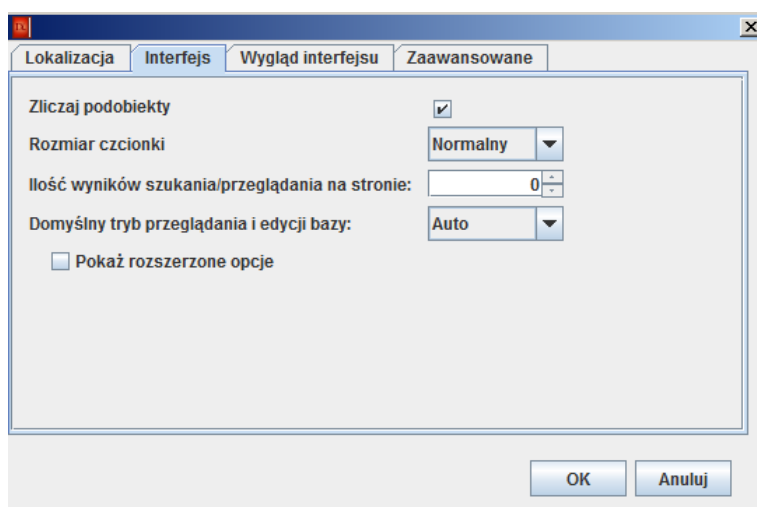 Lokalizacja Interfejs Wygląd interfejsu Zaawansowane
Zliczaj podobiekty
Rozmiar czcionki Normalny
Ilość wyników szukania/przeglądania na stronie: 0
Domyślny tryb przeglądania i edycji bazy: Auto
Pokaż rozszerzone opcje
OK Anuluj